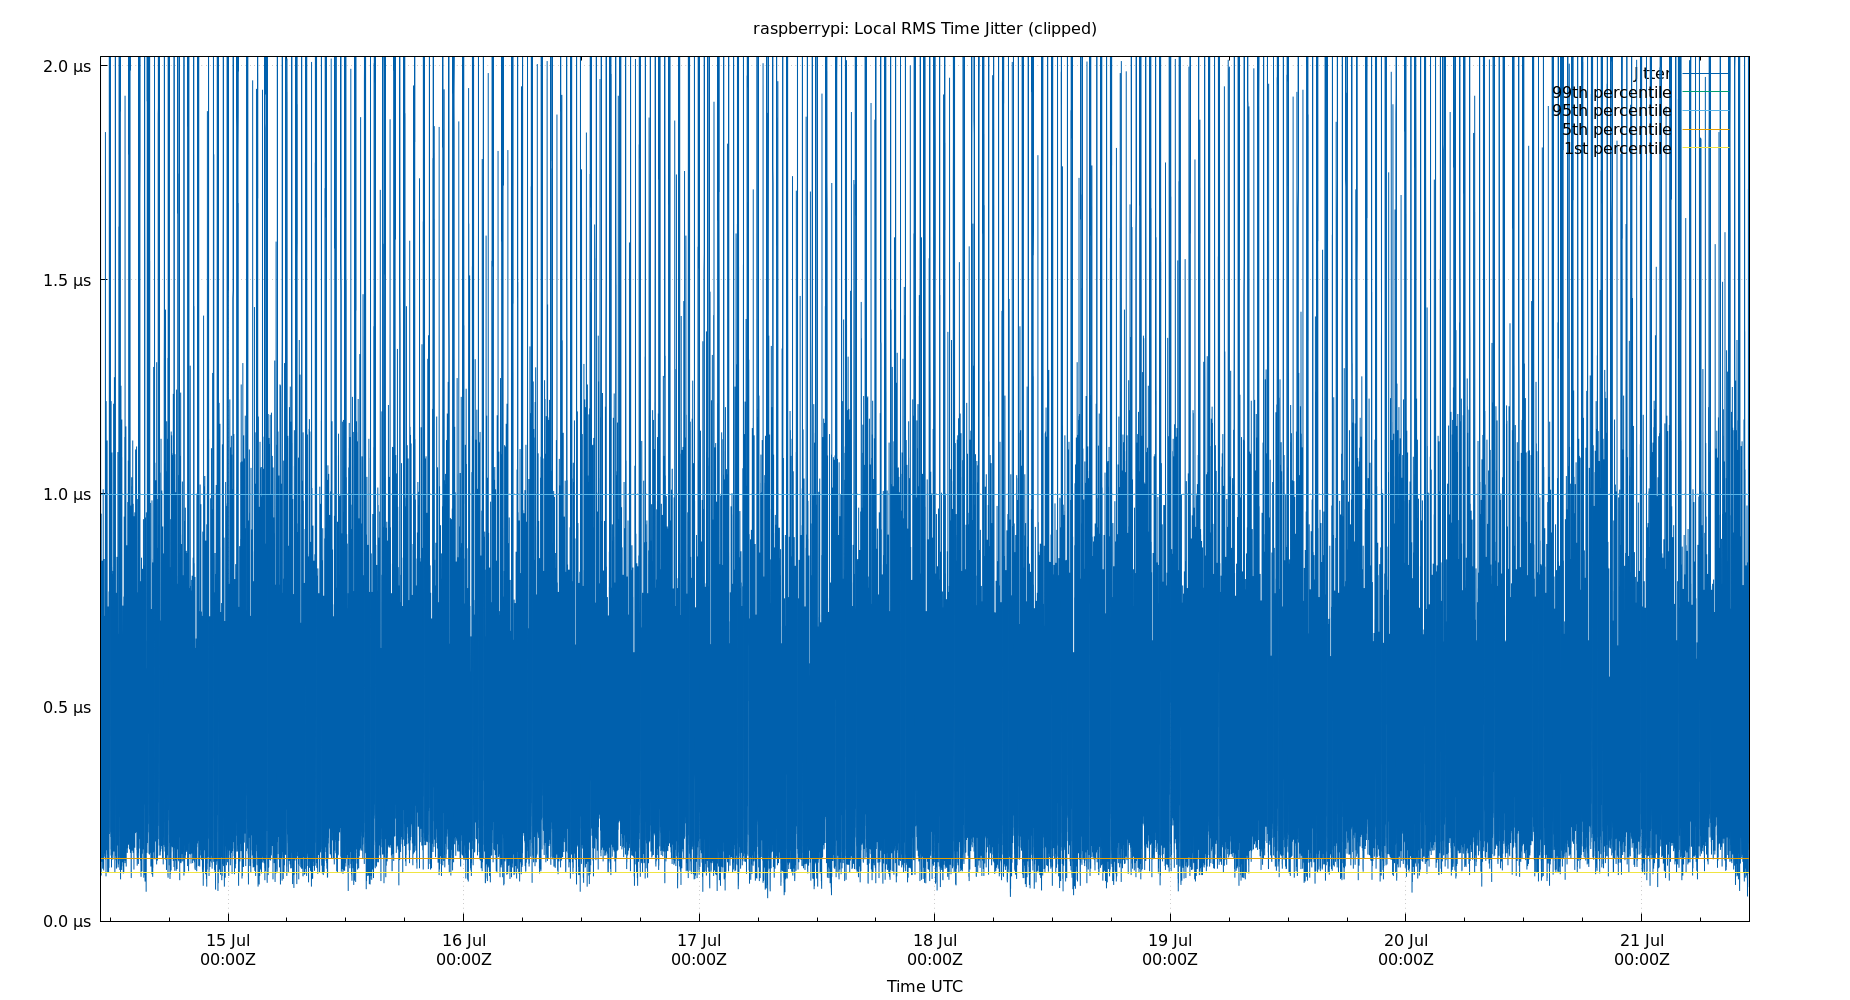 raspberrypi: Local RMS Time Jitter (clipped)
2.0 µs
1.5 µs
1.0 µs
0.5 µs
0.0 µs
Jitter
99th percentile
95th percentile
5th percentile
1st percentile
15 Jul
00:00Z
16 Jul
00:00Z
17 Jul
00:00Z
18 Jul
00:00Z
19 Jul
00:00Z
20 Jul
00:00Z
21 Jul
00:00Z
Time UTC